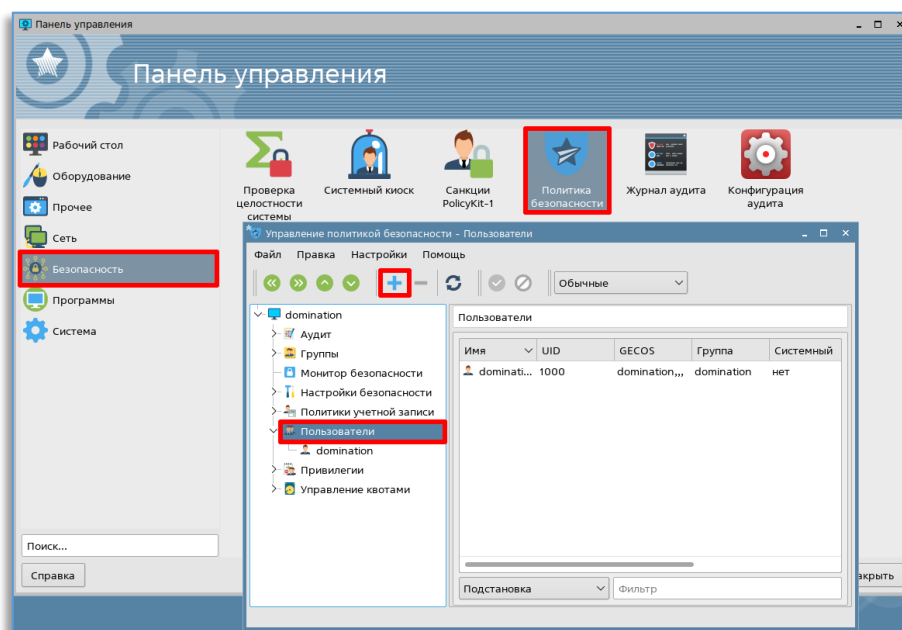 Панель управления
Панель управления
Рабочий стол
Оборудование
Прочее
Сеть
Безопасность
Программы
Система
Поиск...
Справка
Проверка
целостности
системы
Системный киоск
Санкции
PolicyKit-1
Политика
безопасности
Журнал аудита
Конфигурация
аудита
Управление политикой безопасности - Пользователи
Файл Правка Настройки Помощь
Обычные
domination
Аудит
Группы
Монитор безопасности
Настройки безопасности
Политики учетной записи
Пользователи
domination
Привилегии
Управление квотами
Пользователи
Имя UID GECOS Группа Системный
dominati... 1000 domination,,, domination нет
Подстановка Фильтр
акрыть